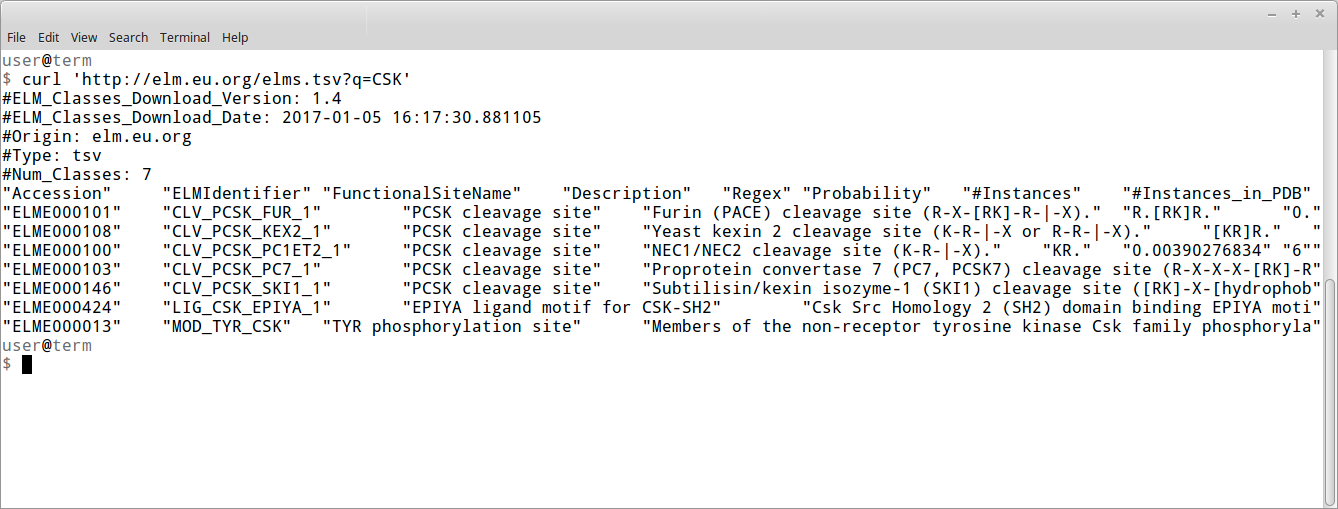 File Edit View Search Terminal Help
user@term
$ curl 'http://elm.eu.org/elms.tsv?q=CSK'
#ELM_Classes_Download_Version: 1.4
#ELM_Classes_Download_Date: 2017-01-05 16:17:30.881105
#Origin: elm.eu.org
#Type: tsv
#Num_Classes: 7
"Accession" "ELMIdentifier" "FunctionalSiteName" "Description" "Regex" "Probability" "#Instances" "#Instances_in_PDB"
"ELME000101" "CLV_PCSK_FUR_1" "PCSK cleavage site" "Furin (PACE) cleavage site (R-X-[RK]-R-|-X)." "R.[RK]R." "0."
"ELME000108" "CLV_PCSK_KEX2_1" "PCSK cleavage site" "Yeast kexin 2 cleavage site (K-R-|-X or R-R-|-X)." "[KR]R." "
"ELME000100" "CLV_PCSK_PC1ET2_1" "PCSK cleavage site" "NEC1/NEC2 cleavage site (K-R-|-X)." "KR." "0.00390276834" "6""
"ELME000103" "CLV_PCSK_PC7_1" "PCSK cleavage site" "Proprotein convertase 7 (PC7, PCSK7) cleavage site (R-X-X-X-[RK]-R"
"ELME000146" "CLV_PCSK_SKI1_1" "PCSK cleavage site" "Subtilisin/kexin isozyme-1 (SKI1) cleavage site ([RK]-X-[hydrophob"
"ELME000424" "LIG_CSK_EPIYA_1" "EPIYA ligand motif for CSK-SH2" "Csk Src Homology 2 (SH2) domain binding EPIYA moti"
"ELME000013" "MOD_TYR_CSK" "TYR phosphorylation site" "Members of the non-receptor tyrosine kinase Csk family phosphoryla"
user@term
$